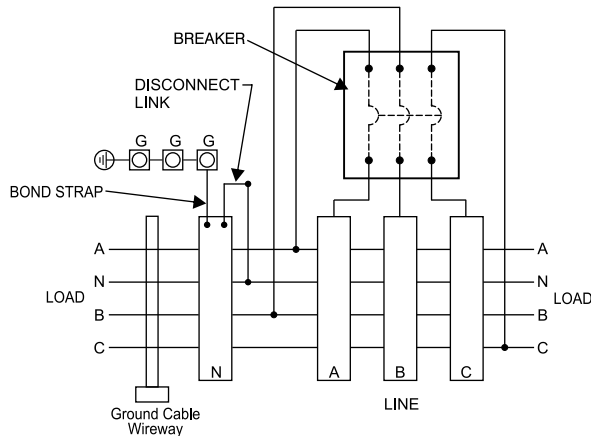 BREAKER
DISCONNECT
LINK
G G G
BOND STRAP
A A
N N
LOAD LOAD
B B
C C
N A B C
LINE
Ground Cable
Wireway